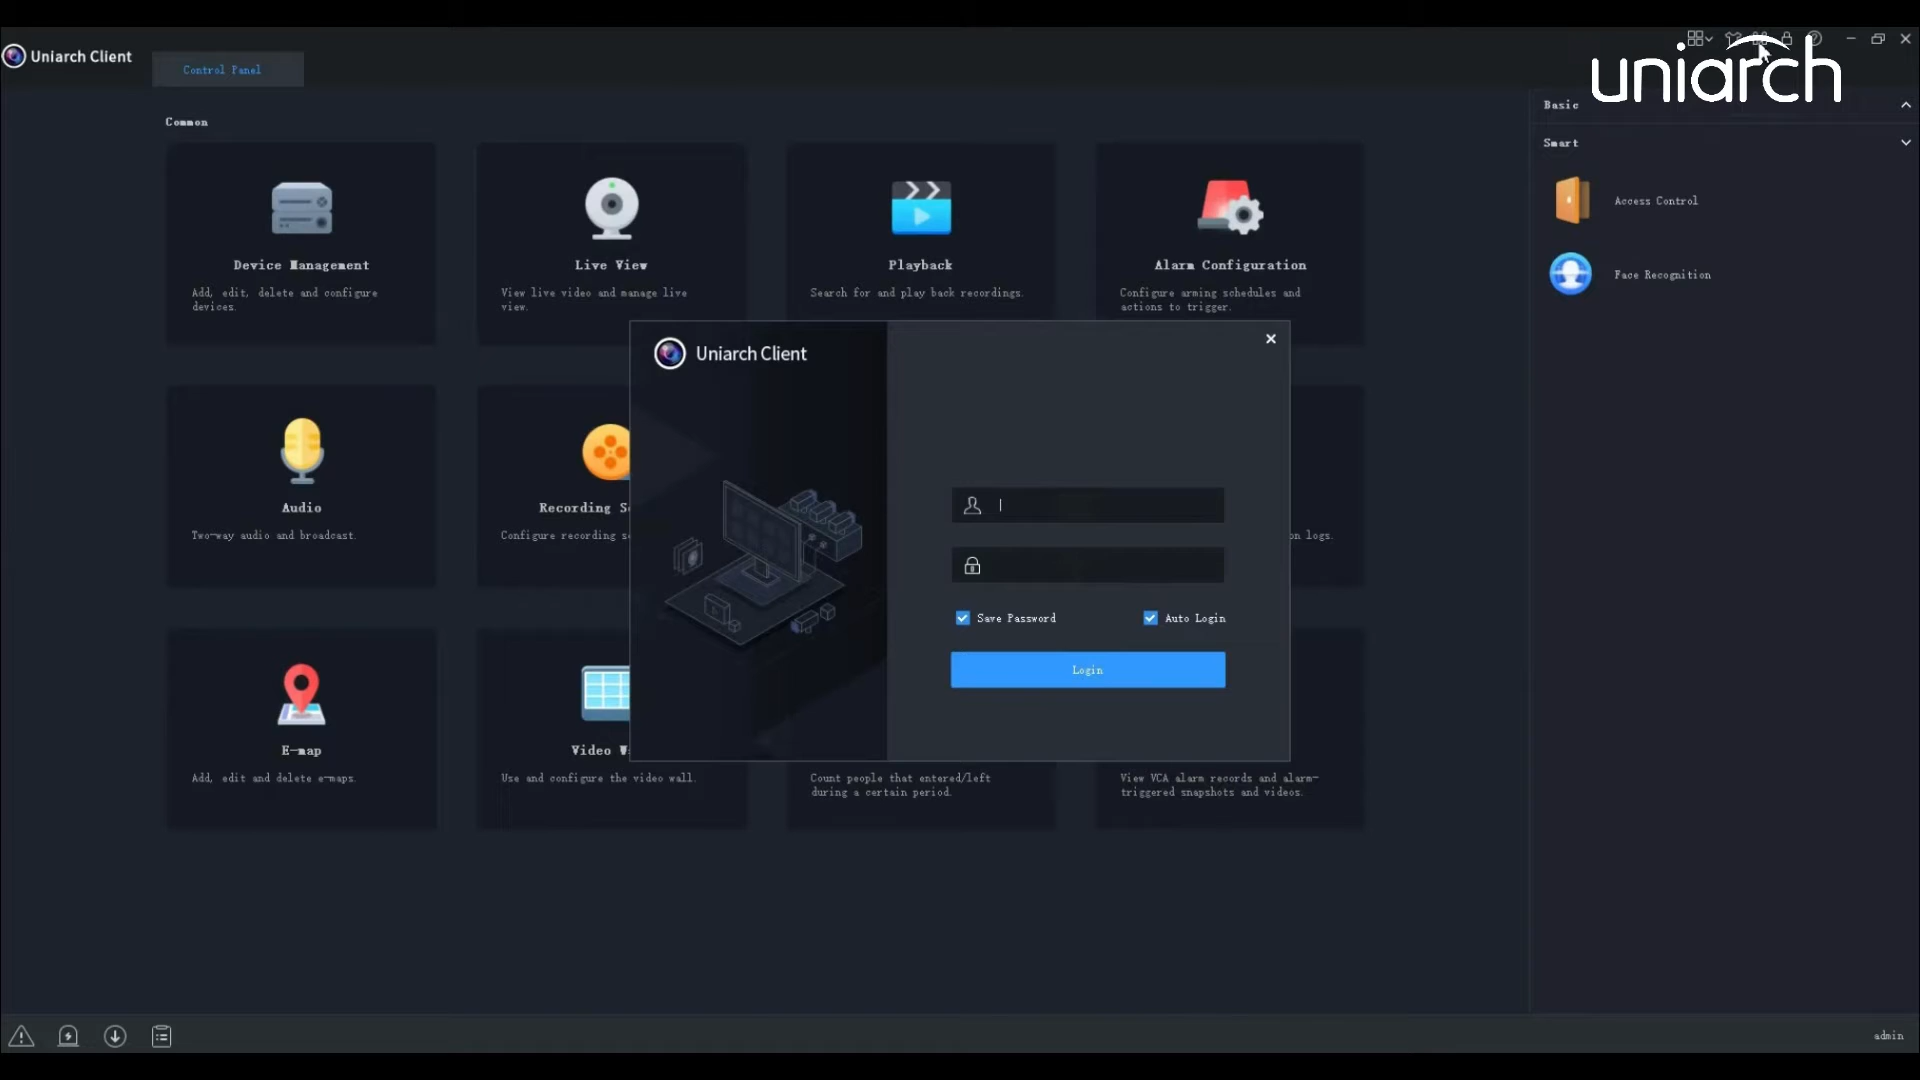 Uniarch Client
Control Panel
uniarch
Common
Basic
Smart
Device Management
Add, edit, delete and configure
devices.
Live View
View live video and manage live
view.
Playback
Search for and play back recordings.
Alarm Configuration
Configure arming schedules and
actions to trigger.
Access Control
Face Recognition
Uniarch Client
Save Password
Auto Login
Login
Audio
Two-way audio and broadcast.
Recording S
Configure recording s
on logs.
E-map
Add, edit and delete e-maps.
Video W
Use and configure the video wall.
Count people that entered/left
during a certain period.
View VCA alarm records and alarm-
triggered snapshots and videos.
admin